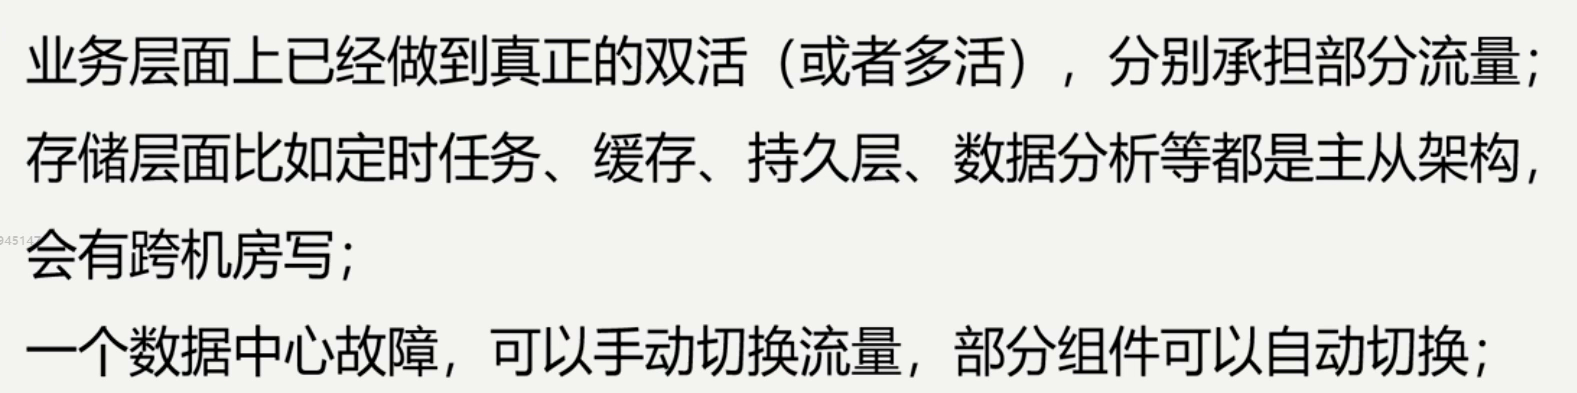 业务层面上已经做到真正的双活（或者多活），分别承担部分流量；
存储层面比如定时任务、缓存、持久层、数据分析等都是主从架构，
会有跨机房写；
一个数据中心故障，可以手动切换流量，部分组件可以自动切换；